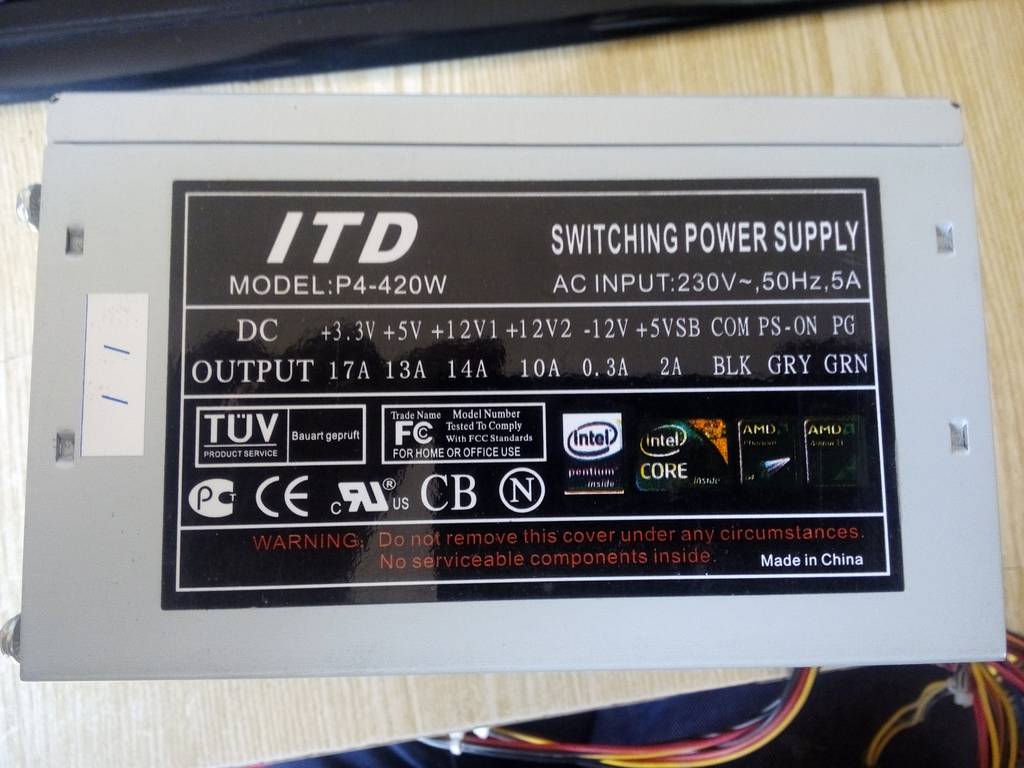 ITD
MODEL:P4-420W
SWITCHING POWER SUPPLY
AC INPUT:230V~,50Hz,5A
DC +3.3V +5V +12V1 +12V2 -12V +5VSB COM PS-ON PG
OUTPUT 17A 13A 14A 10A 0.3A 2A BLK GRY GRN
TÜV
PRODUCT SERVICE
Bauart geprüft
Trade Name
FC
Model Number
Tested To Comply
With FCC Standards
FOR HOME OR OFFICE USE
intel
pentium
inside
intel
CORE
inside
AMD
AMD
PCT CE c RU ® US CB N
WARNING: Do not remove this cover under any circumstances.
No serviceable components inside.
Made in China